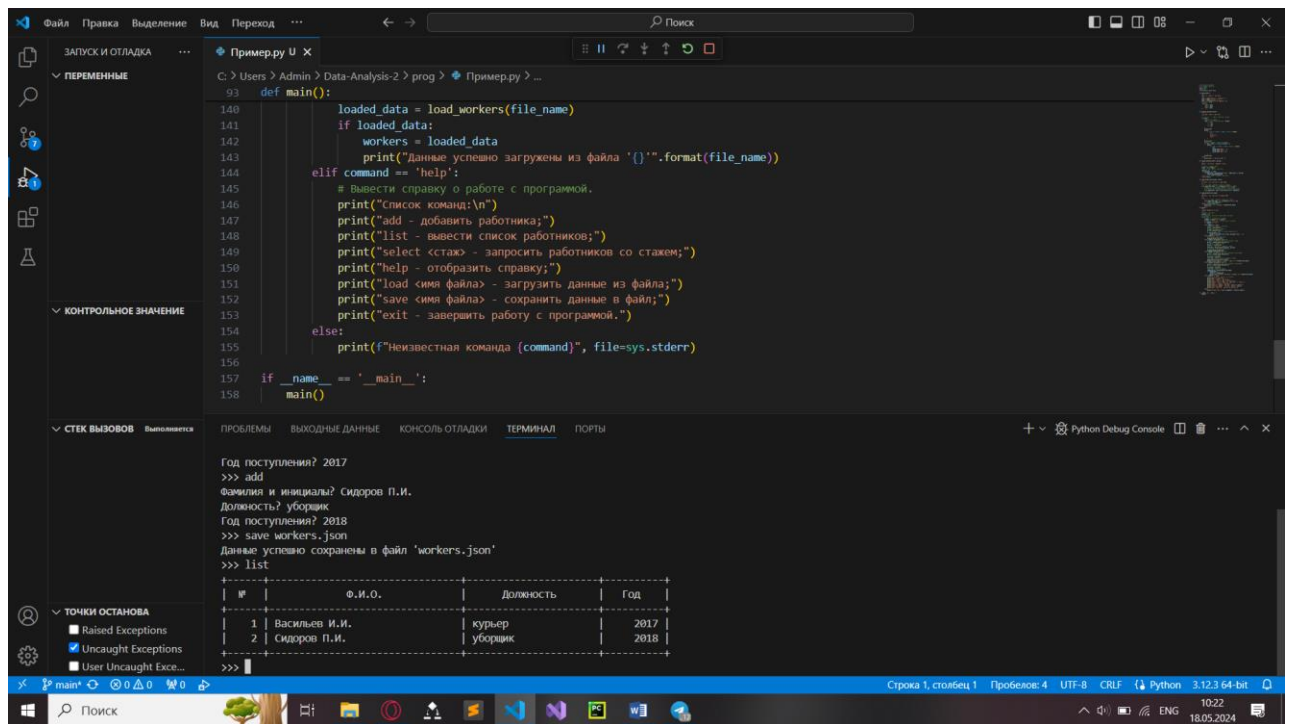 Файл Правка Выделение Вид Переход ··· ← → Поиск
ЗАПУСК И ОТЛАДКА ···
Пример.py U ×
ПЕРЕМЕННЫЕ
C: > Users > Admin > Data-Analysis-2 > prog > Пример.py > ...
93 def main():
140 loaded_data = load_workers(file_name)
141 if loaded_data:
142 workers = loaded_data
143 print("Данные успешно загружены из файла '{}'".format(file_name))
144 elif command == 'help':
145 # Вывести справку о работе с программой.
146 print("Список команд:\n")
147 print("add - добавить работника;")
148 print("list - вывести список работников;")
149 print("select <стаж> - запросить работников со стажем;")
150 print("help - отобразить справку;")
151 print("load <имя файла> - загрузить данные из файла;")
152 print("save <имя файла> - сохранить данные в файл;")
153 print("exit - завершить работу с программой.")
154 else:
155 print(f"Неизвестная команда {command}", file=sys.stderr)
156
157 if __name__ == '__main__':
158 main()
7
1
КОНТРОЛЬНОЕ ЗНАЧЕНИЕ
СТЕК ВЫЗОВОВ Выполняется
ПРОБЛЕМЫ ВЫХОДНЫЕ ДАННЫЕ КОНСОЛЬ ОТЛАДКИ ТЕРМИНАЛ ПОРТЫ
Python Debug Console
Год поступления? 2017
>>> add
Фамилия и инициалы? Сидоров П.И.
Должность? уборщик
Год поступления? 2018
>>> save workers.json
Данные успешно сохранены в файл 'workers.json'
>>> list
+------+--------------------------------+----------------------+----------+
| № | Ф.И.О. | Должность | Год |
+------+--------------------------------+----------------------+----------+
| 1 | Васильев И.И. | курьер | 2017 |
| 2 | Сидоров П.И. | уборщик | 2018 |
+------+--------------------------------+----------------------+----------+
>>>
ТОЧКИ ОСТАНОВА
Raised Exceptions
Uncaught Exceptions
User Uncaught Exce...
main* 0 0 0
Строка 1, столбец 1 Пробелов: 4 UTF-8 CRLF Python 3.12.3 64-bit
Поиск
ENG
10:22
18.05.2024